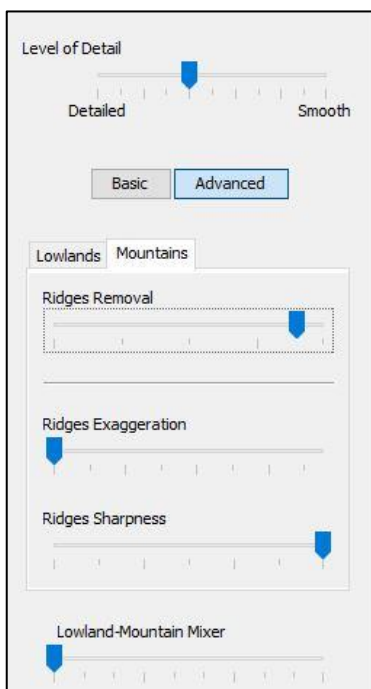 Level of Detail
Detailed Smooth
Basic Advanced
Lowlands Mountains
Ridges Removal
Ridges Exaggeration
Ridges Sharpness
Lowland-Mountain Mixer